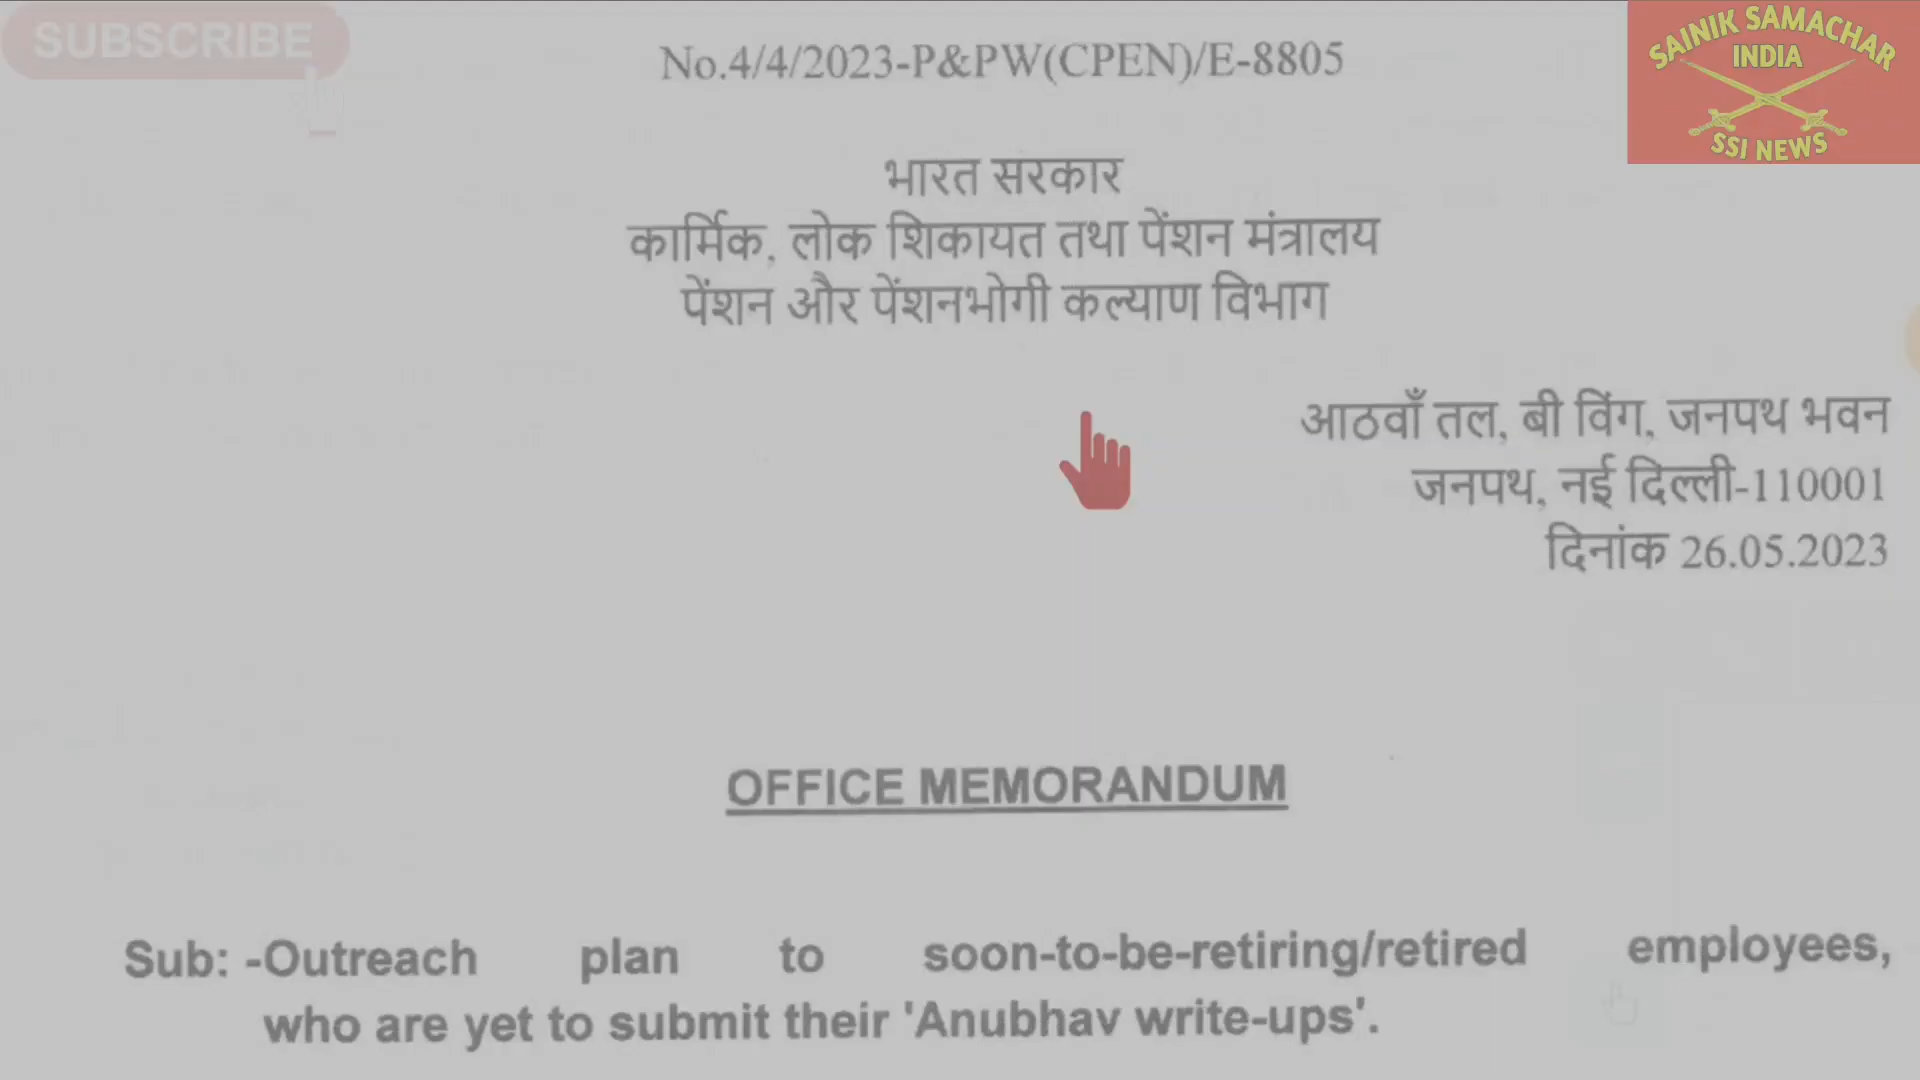 SUBSCRIBE
No.4/4/2023-P&PW(CPEN)/E-8805
SAINIK SAMACHAR
INDIA
SSI NEWS
भारत सरकार
कार्मिक, लोक शिकायत तथा पेंशन मंत्रालय
पेंशन और पेंशनभोगी कल्याण विभाग
आठवाँ तल, बी विंग, जनपथ भवन
जनपथ, नई दिल्ली-110001
दिनांक 26.05.2023
OFFICE MEMORANDUM
Sub: -Outreach plan to soon-to-be-retiring/retired employees,
who are yet to submit their 'Anubhav write-ups'.